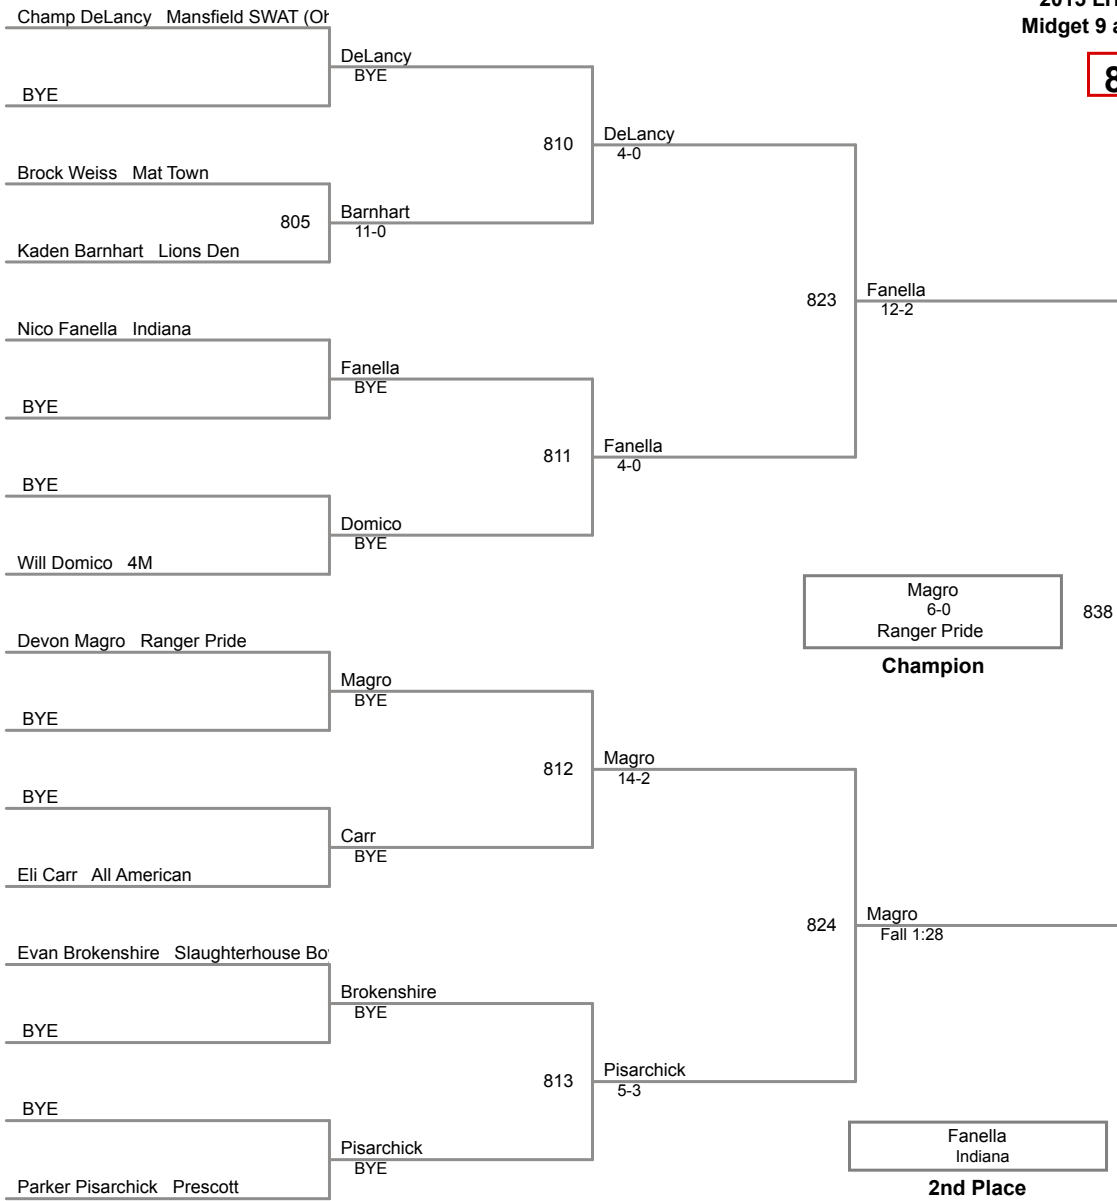 2015 
Midget 9 
8
Champ DeLancy Mansfield SWAT
DeLancy
BYE
BYE
810
DeLancy
4-0
Brock Weiss Mat Town
805
Barnhart
11-0
Kaden Barnhart Lions Den
823
Fanella
12-2
Nico Fanella Indiana
Fanella
BYE
BYE
811
Fanella
4-0
BYE
Domico
BYE
Will Domico 4M
Magro
6-0
Ranger Pride
838
Champion
Devon Magro Ranger Pride
Magro
BYE
BYE
812
Magro
14-2
BYE
Carr
BYE
Eli Carr All American
824
Magro
Fall 1:28
Evan Brokenshire Slaughterhouse
Brokenshire
BYE
BYE
813
Pisarchick
5-3
BYE
Pisarchick
BYE
Parker Pisarchick Prescott
Fanella
Indiana
2nd Place